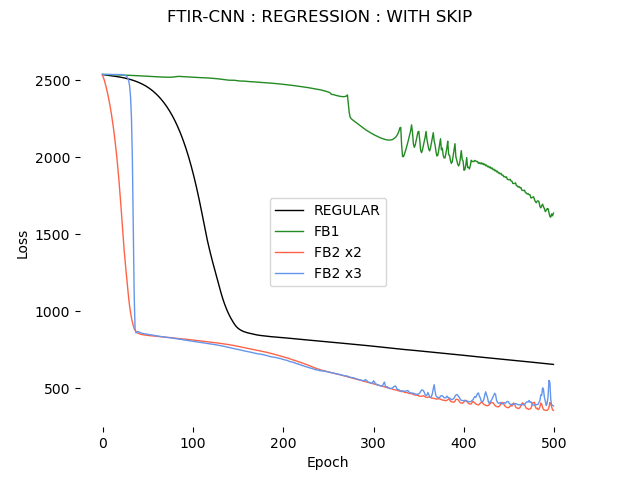 FTIR-CNN : REGRESSION : WITH SKIP
Loss
2500
2000
1500
1000
500
REGULAR
FB1
FB2 x2
FB2 x3
0 100 200 300 400 500
Epoch